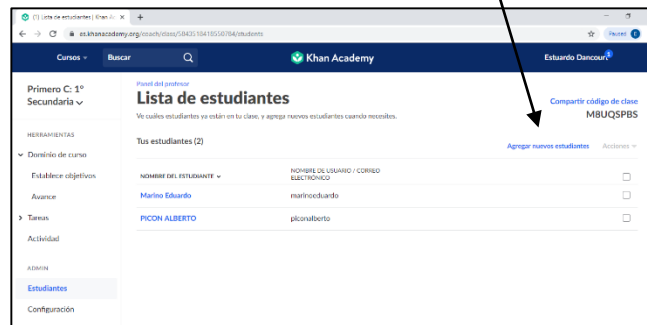 (1) Lista de estudiantes | Khan Ac
es.khanacademy.org/coach/class/5043518418550784/students
Paused
Cursos
Buscar
Khan Academy
Estuardo Dancourt
Primero C: 1°
Secundaria
HERRAMIENTAS
Dominio de curso
Establece objetivos
Avance
Tareas
Actividad
ADMIN
Estudiantes
Configuración
Panel del profesor
Lista de estudiantes
Ve cuáles estudiantes ya están en tu clase, y agrega nuevos estudiantes cuando necesites.
Compartir código de clase
M8UQSPBS
Tus estudiantes (2)
Agregar nuevos estudiantes Acciones
NOMBRE DEL ESTUDIANTE
NOMBRE DE USUARIO / CORREO
ELECTRÓNICO
Marino Eduardo marinoeduardo
PICON ALBERTO piconalberto